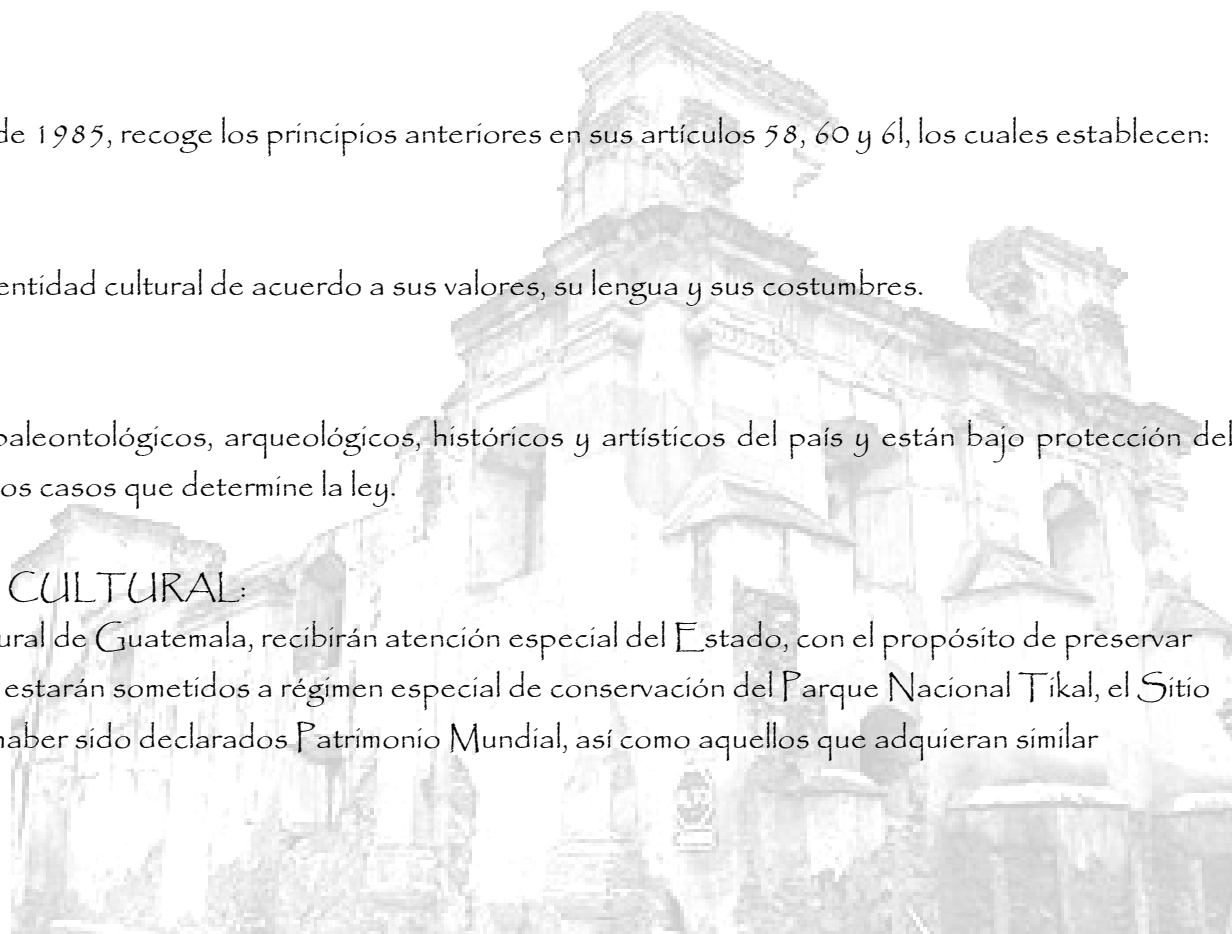 de 1985, recoge los principios anteriores en sus artículos 58, 60 y 6l, los cuales establecen:
entidad cultural de acuerdo a sus valores, su lengua y sus costumbres.
paleontológicos, arqueológicos, históricos y artísticos del país y están bajo protección del
os casos que determine la ley.
CULTURAL:
ural de Guatemala, recibirán atención especial del Estado, con el propósito de preservar
estarán sometidos a régimen especial de conservación del Parque Nacional Tikal, el Sitio
haber sido declarados Patrimonio Mundial, así como aquellos que adquieran similar